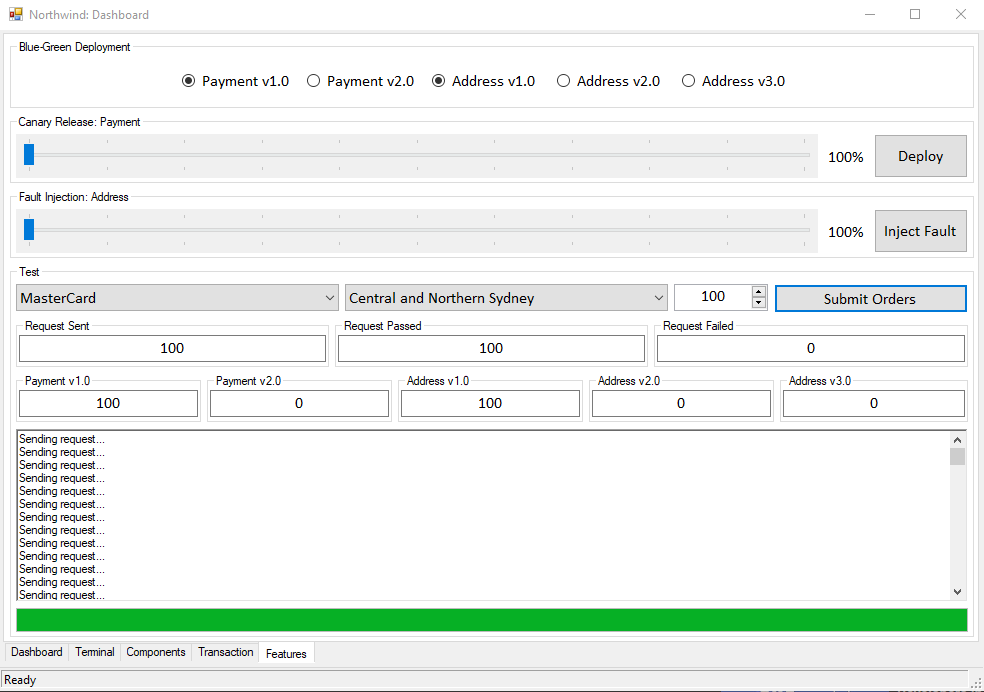 Northwind: Dashboard
Blue-Green Deployment
Payment v1.0 Payment v2.0 Address v1.0 Address v2.0 Address v3.0
Canary Release: Payment
100% Deploy
Fault Injection: Address
100% Inject Fault
Test
MasterCard Central and Northern Sydney 100 Submit Orders
Request Sent Request Passed Request Failed
100 100 0
Payment v1.0 Payment v2.0 Address v1.0 Address v2.0 Address v3.0
100 0 100 0 0
Sending request...
Sending request...
Sending request...
Sending request...
Sending request...
Sending request...
Sending request...
Sending request...
Sending request...
Sending request...
Sending request...
Sending request...
Sending request...
Dashboard Terminal Components Transaction Features
Ready